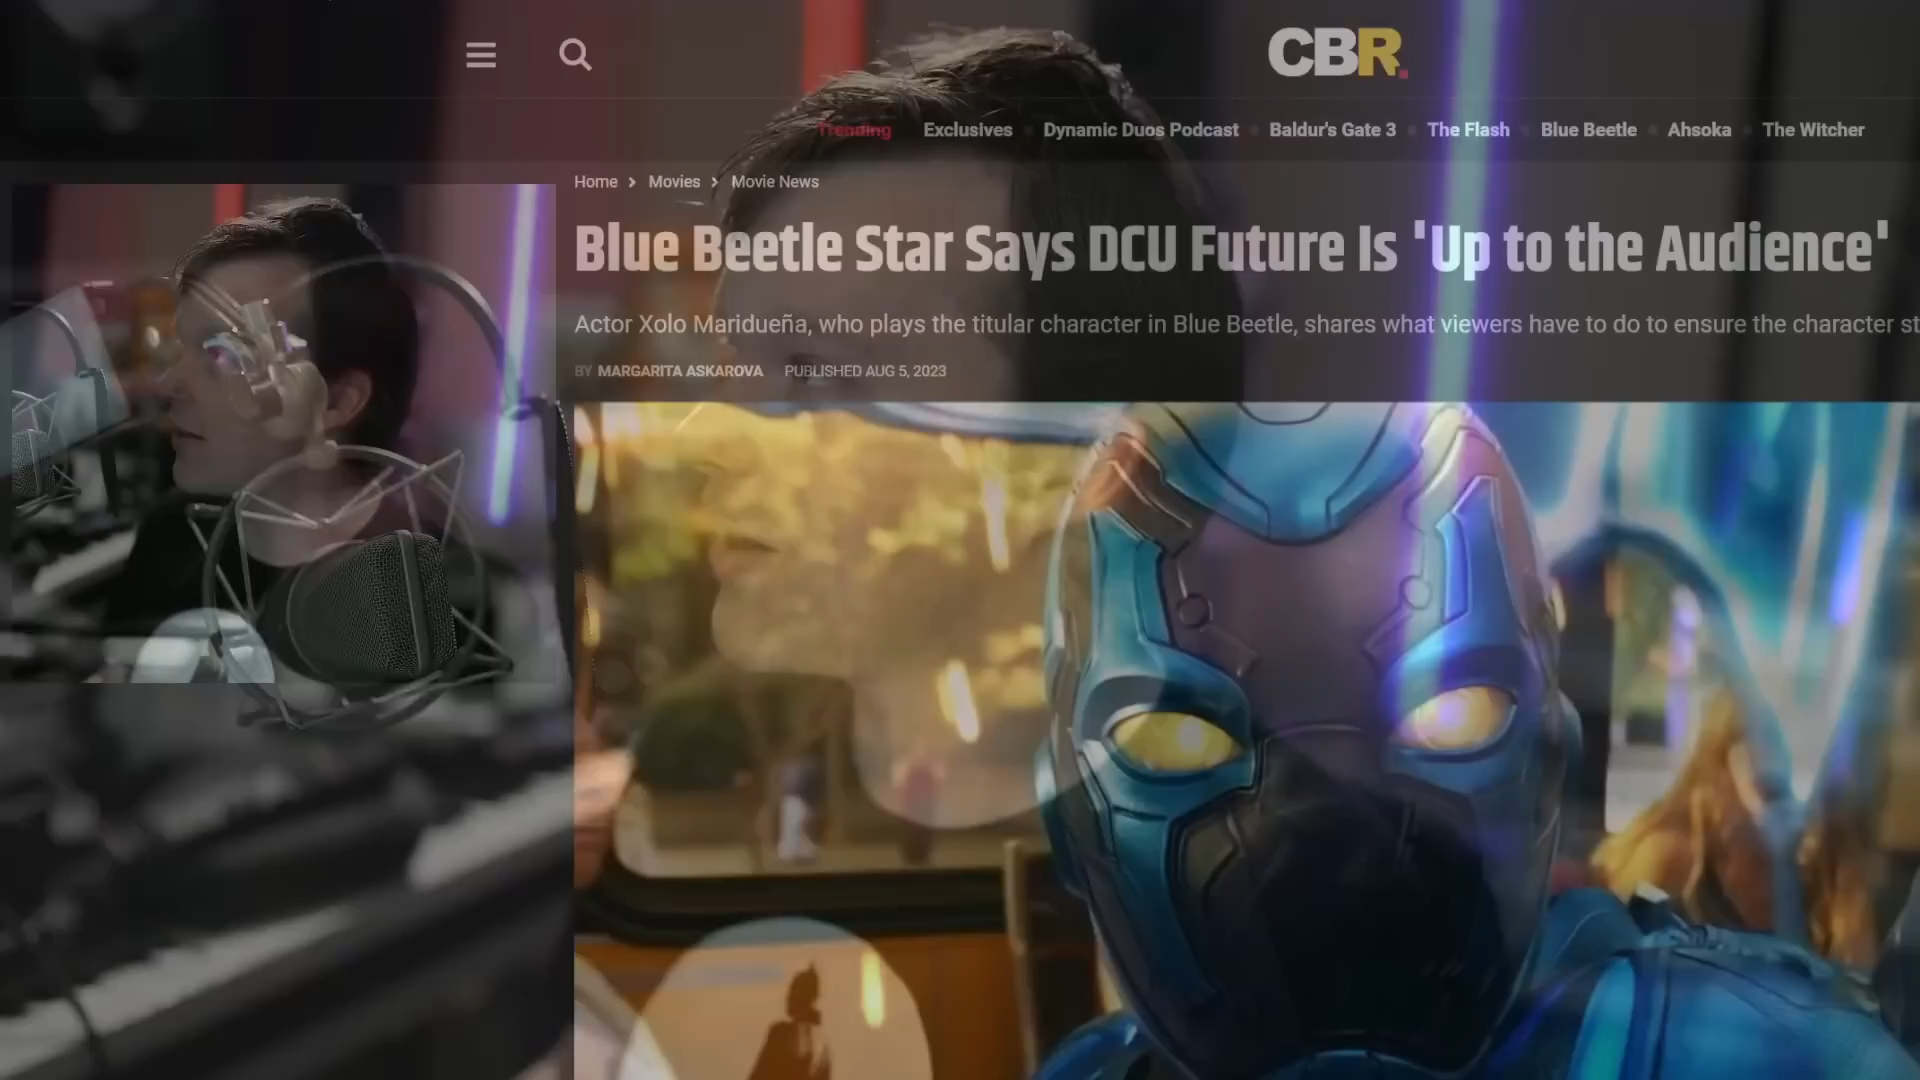 CBR.
Trending Exclusives Dynamic Duos Podcast Baldur's Gate 3 The Flash Blue Beetle Ahsoka The Witcher
Home > Movies > Movie News
Blue Beetle Star Says DCU Future Is 'Up to the Audience'
Actor Xolo Maridueña, who plays the titular character in Blue Beetle, shares what viewers have to do to ensure the character st
BY MARGARITA ASKAROVA PUBLISHED AUG 5, 2023